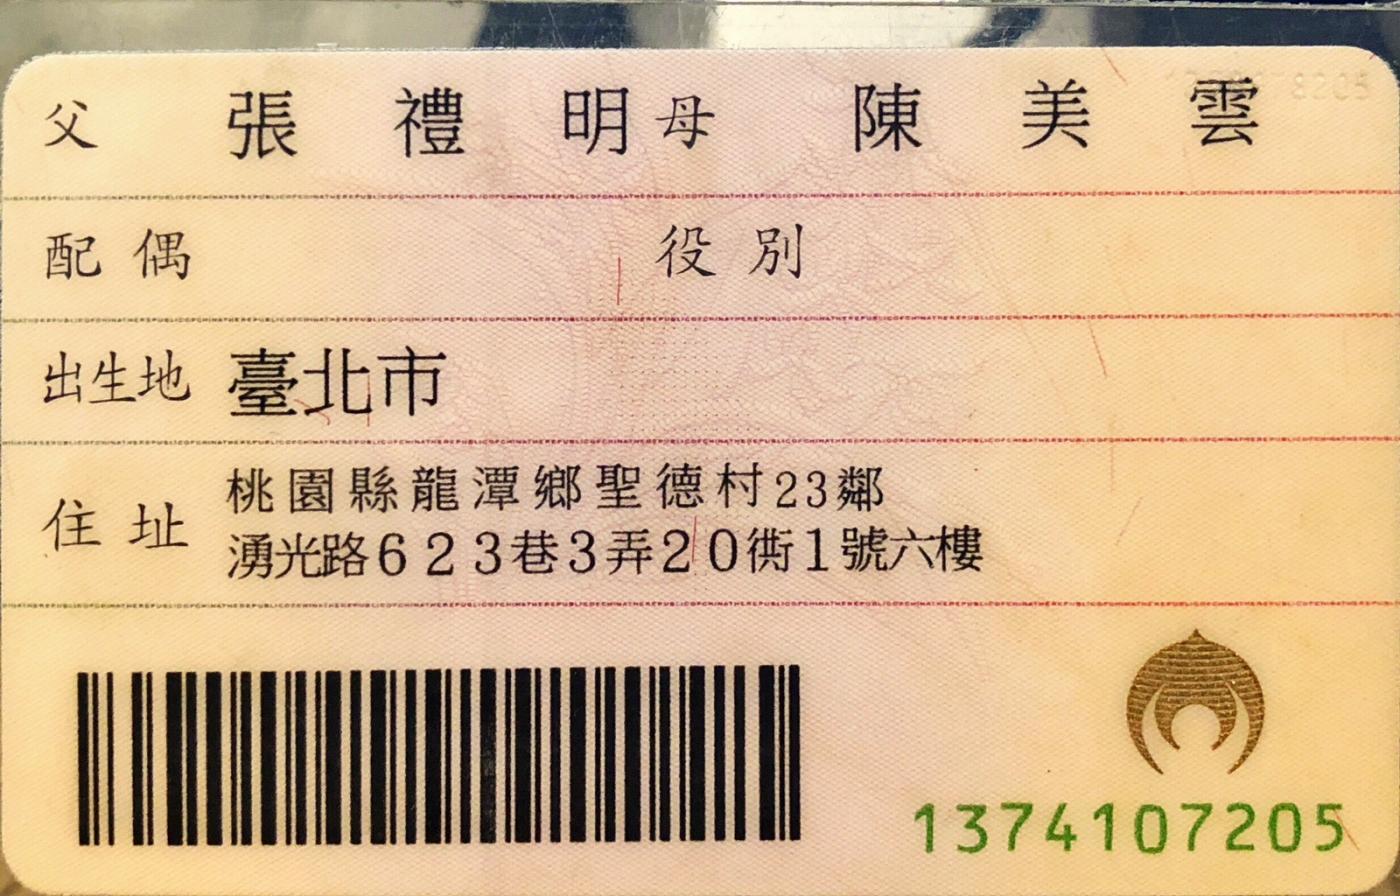 父 張禮明 母 陳美雲
配偶 役別
出生地 臺北市
住址 桃園縣龍潭鄉聖德村23鄰
湧光路623巷3弄20衖1號六樓
1374107205